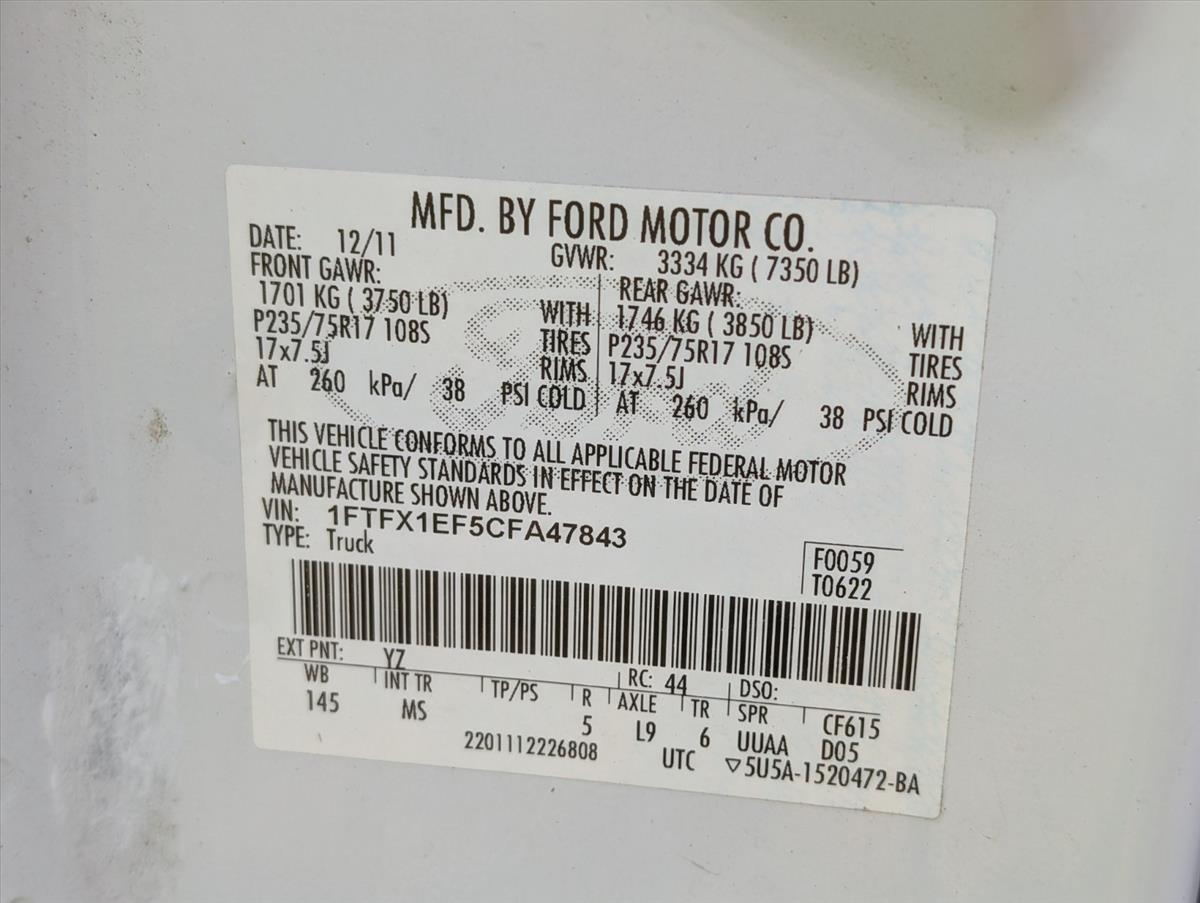 MFD. BY FORD MOTOR CO.
DATE: 12/11 GVWR: 3334 KG ( 7350 LB)
FRONT GAWR: REAR GAWR:
1701 KG ( 3750 LB) WITH 1746 KG ( 3850 LB) WITH
P235/75R17 108S TIRES P235/75R17 108S TIRES
17x7.5J RIMS 17x7.5J RIMS
AT 260 kPa/ 38 PSI COLD AT 260 kPa/ 38 PSI COLD
THIS VEHICLE CONFORMS TO ALL APPLICABLE FEDERAL MOTOR
VEHICLE SAFETY STANDARDS IN EFFECT ON THE DATE OF
MANUFACTURE SHOWN ABOVE.
VIN: 1FTFX1EF5CFA47843
TYPE: Truck
F0059
T0622
EXT PNT: YZ RC: 44 DSO:
WB INT TR TP/PS R AXLE TR SPR CF615
145 MS 5 L9 6 UUAA D05
2201112226808 UTC ▽5U5A-1520472-BA